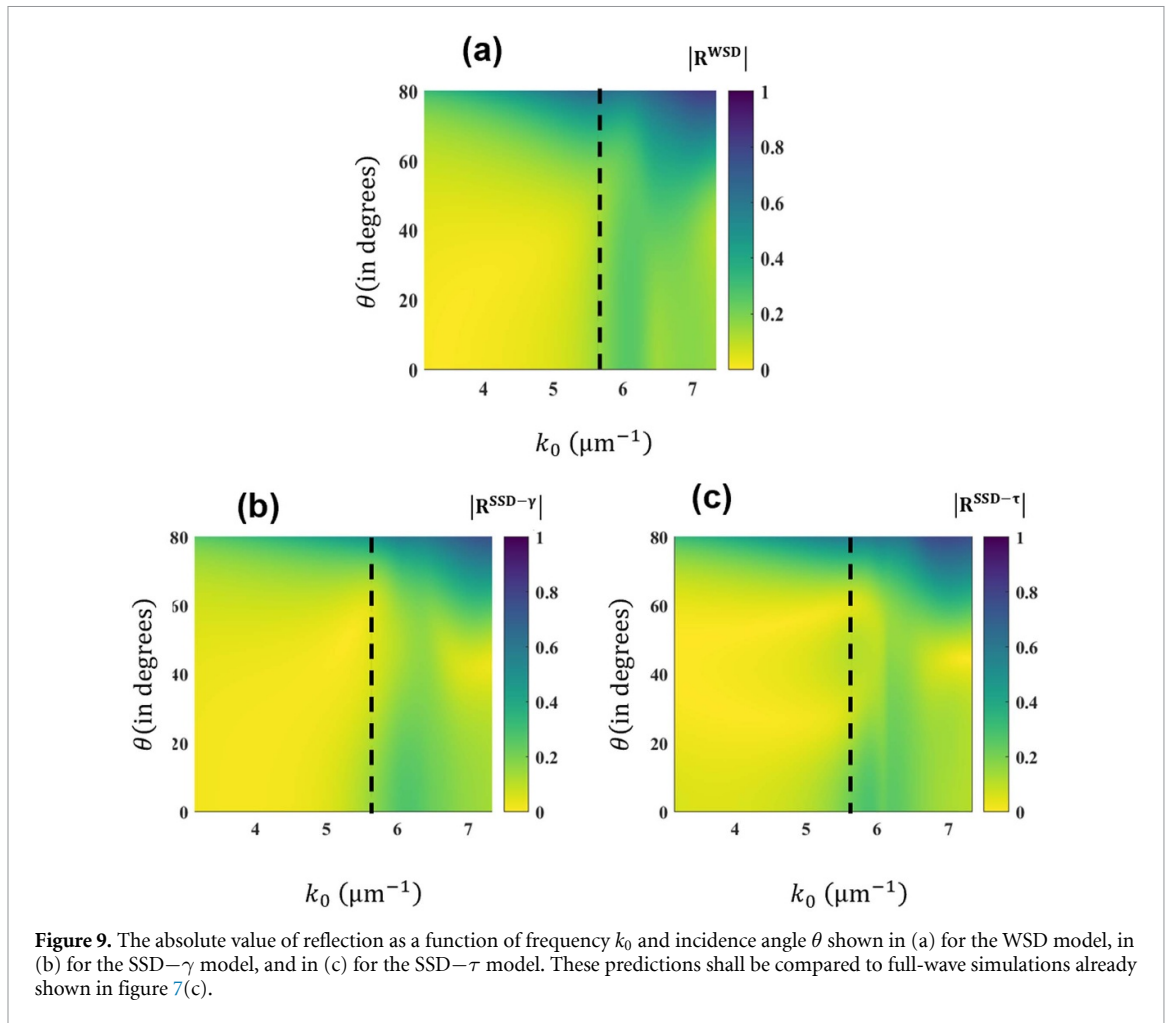 (a)
|R^WSD|
80
60
40
20
0
θ(in degrees)
4 5 6 7
k₀ (μm⁻¹)
1
0.8
0.6
0.4
0.2
0
(b)
|R^SSD−γ|
80
60
40
20
0
θ(in degrees)
4 5 6 7
k₀ (μm⁻¹)
1
0.8
0.6
0.4
0.2
0
(c)
|R^SSD−τ|
80
60
40
20
0
θ(in degrees)
4 5 6 7
k₀ (μm⁻¹)
1
0.8
0.6
0.4
0.2
0
Figure 9. The absolute value of reflection as a function of frequency k₀ and incidence angle θ shown in (a) for the WSD model, in
(b) for the SSD−γ model, and in (c) for the SSD−τ model. These predictions shall be compared to full-wave simulations already
shown in figure 7(c).